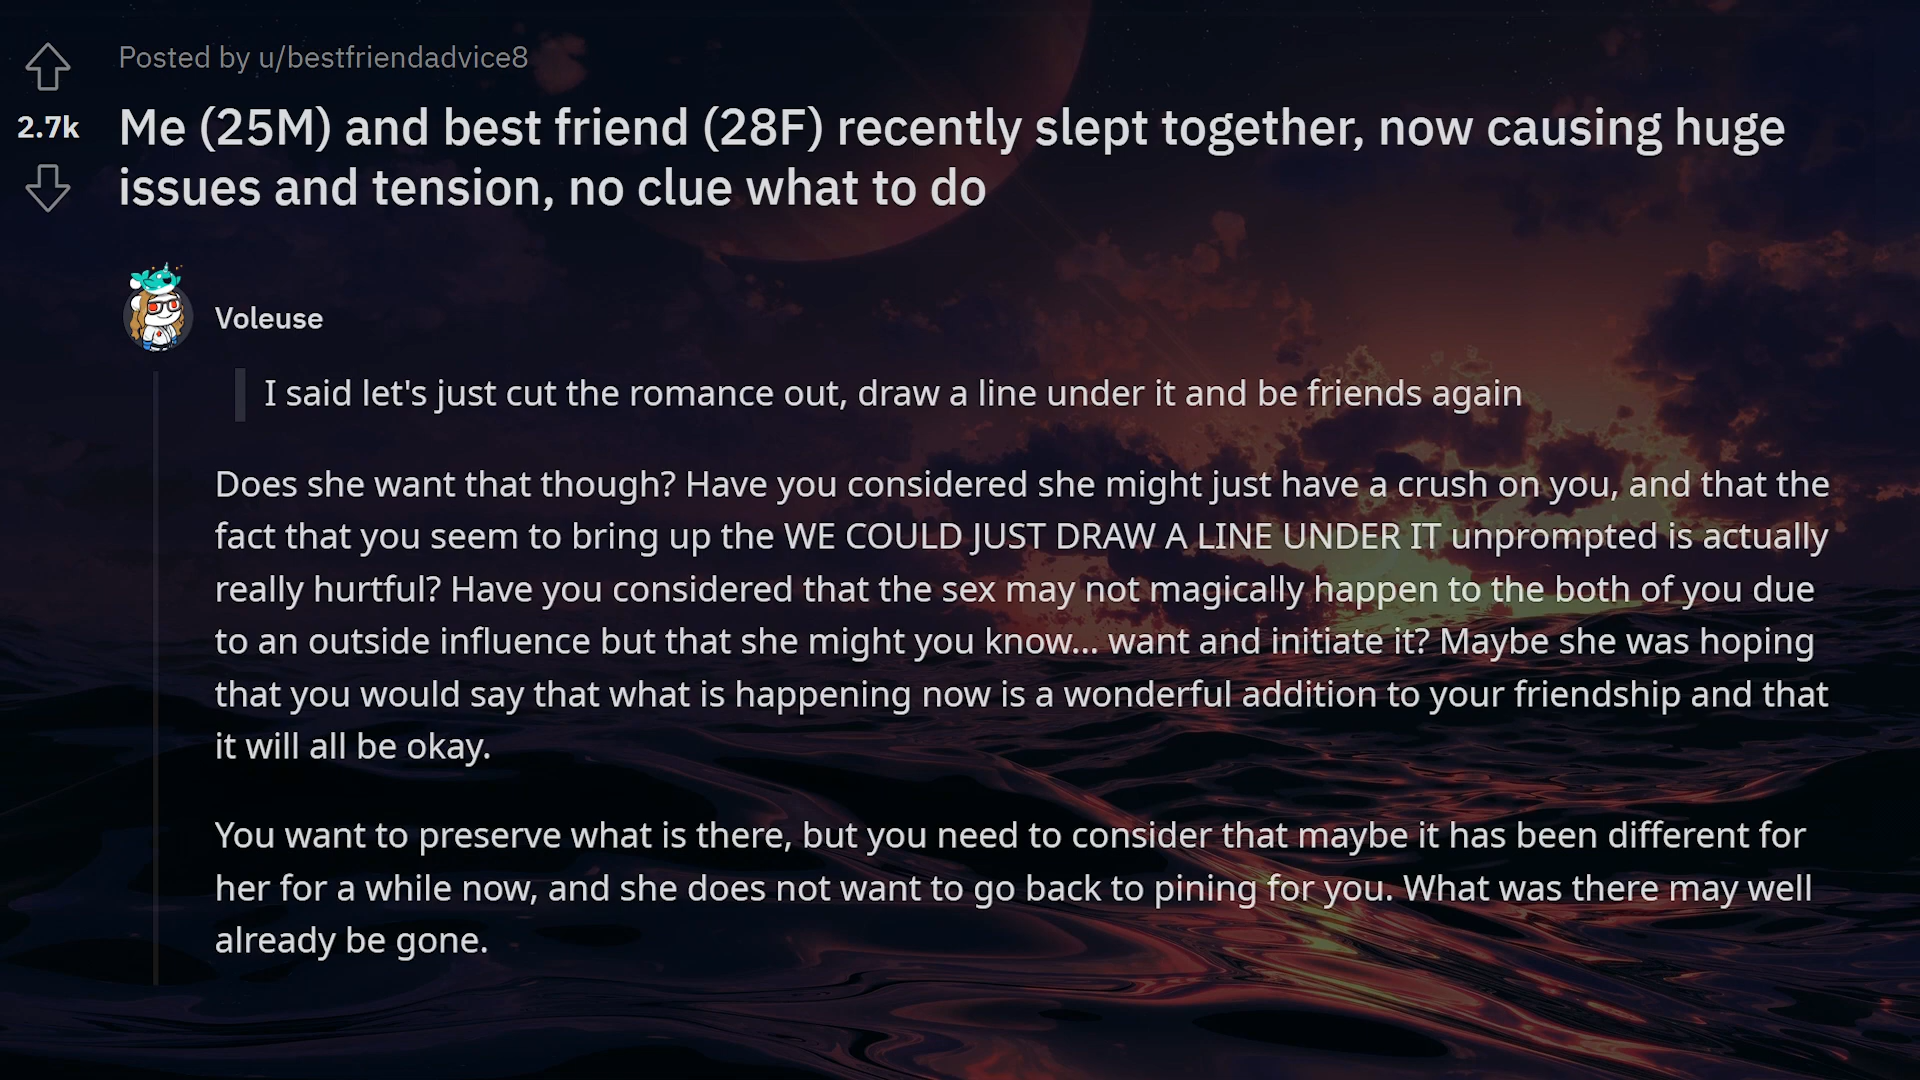 Posted by u/bestfriendadvice8
2.7k
Me (25M) and best friend (28F) recently slept together, now causing huge
issues and tension, no clue what to do
Voleuse
I said let's just cut the romance out, draw a line under it and be friends again
Does she want that though? Have you considered she might just have a crush on you, and that the
fact that you seem to bring up the WE COULD JUST DRAW A LINE UNDER IT unprompted is actually
really hurtful? Have you considered that the sex may not magically happen to the both of you due
to an outside influence but that she might you know... want and initiate it? Maybe she was hoping
that you would say that what is happening now is a wonderful addition to your friendship and that
it will all be okay.
You want to preserve what is there, but you need to consider that maybe it has been different for
her for a while now, and she does not want to go back to pining for you. What was there may well
already be gone.